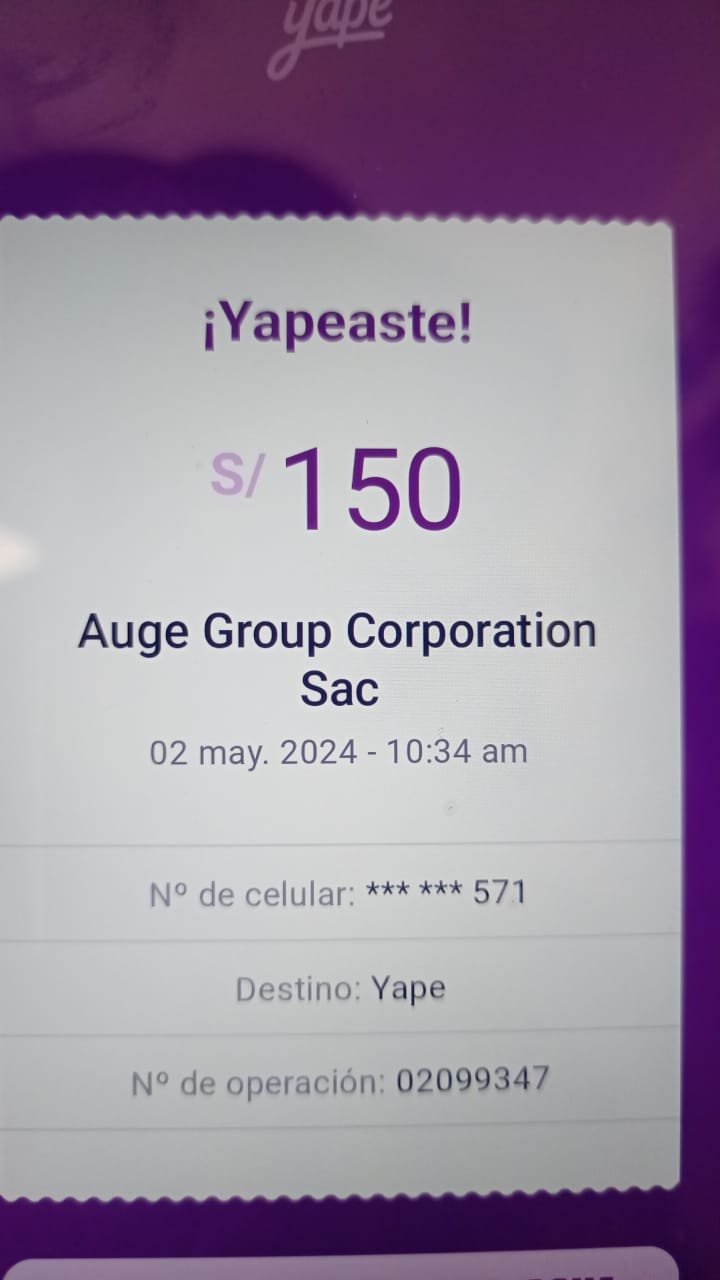 yape
¡Yapeaste!
S/ 150
Auge Group Corporation
Sac
02 may. 2024 - 10:34 am
Nº de celular: *** *** 571
Destino: Yape
Nº de operación: 02099347